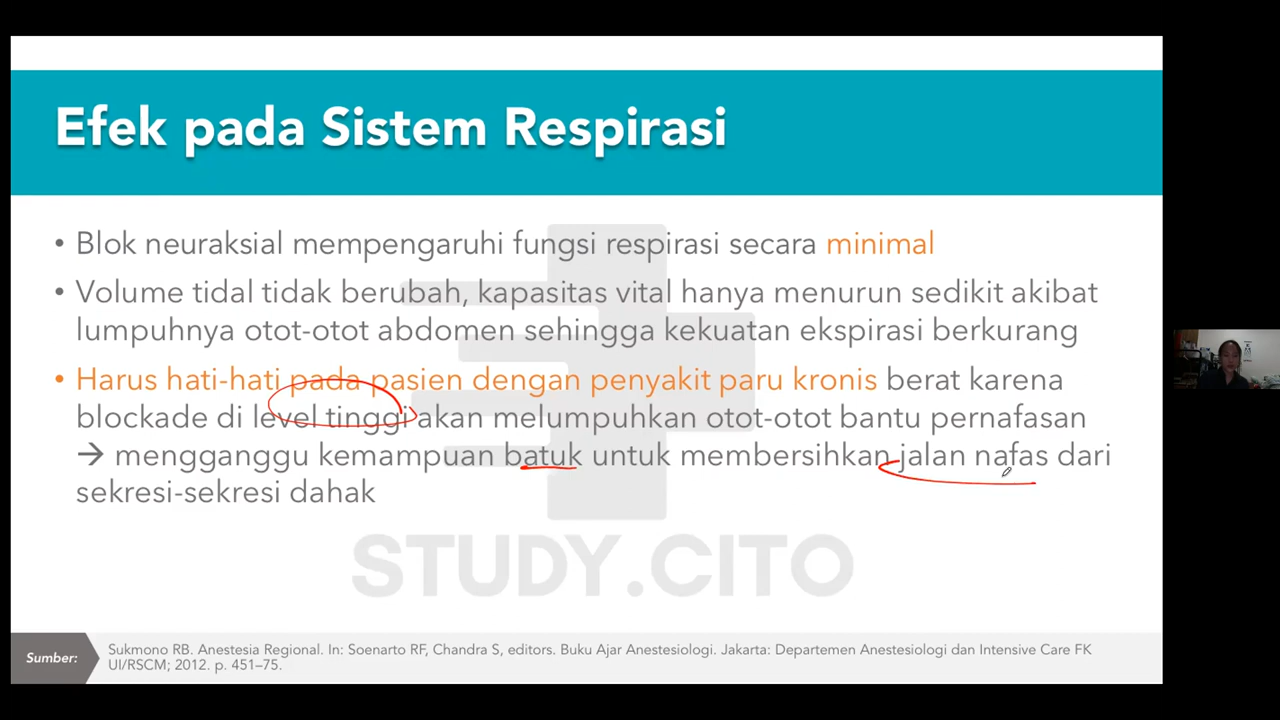 Efek pada Sistem Respirasi
• Blok neuraksial mempengaruhi fungsi respirasi secara minimal
• Volume tidal tidak berubah, kapasitas vital hanya menurun sedikit akibat
lumpuhnya otot-otot abdomen sehingga kekuatan ekspirasi berkurang
• Harus hati-hati pada pasien dengan penyakit paru kronis berat karena
blockade di level tinggi akan melumpuhkan otot-otot bantu pernafasan
→ mengganggu kemampuan batuk untuk membersihkan jalan nafas dari
sekresi-sekresi dahak
STUDY.CITO
Sumber:
Sukmono RB. Anestesia Regional. In: Soenarto RF, Chandra S, editors. Buku Ajar Anestesiologi. Jakarta: Departemen Anestesiologi dan Intensive Care FK
UI/RSCM; 2012. p. 451–75.